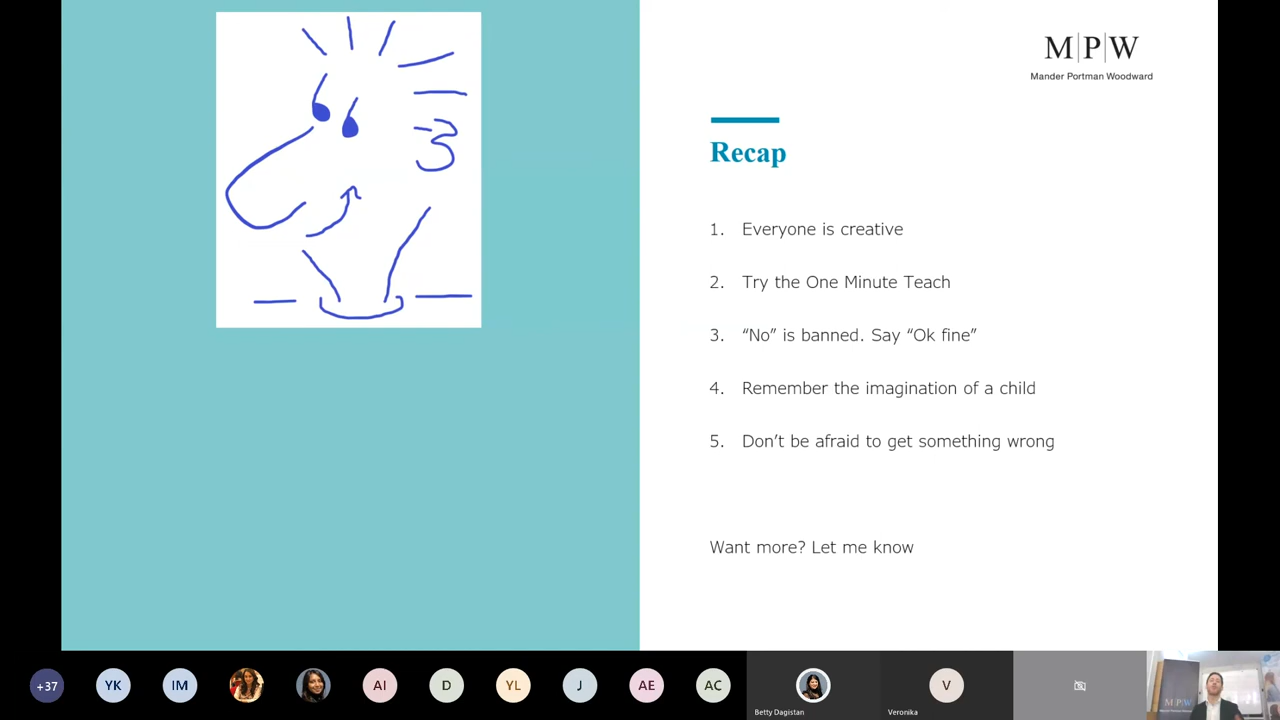 M|P|W
Mander Portman Woodward
Recap
1. Everyone is creative
2. Try the One Minute Teach
3. “No” is banned. Say “Ok fine”
4. Remember the imagination of a child
5. Don’t be afraid to get something wrong
Want more? Let me know
+37
YK
IM
AI
D
YL
J
AE
AC
Betty Dagistan
V
Veronika
M|P|W